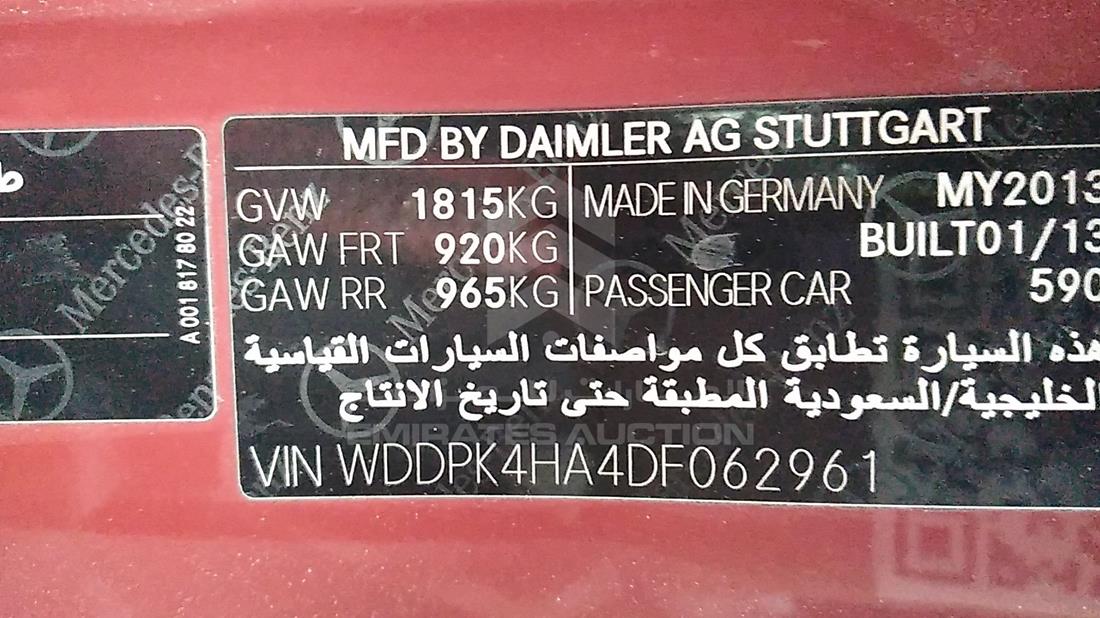 MFD BY DAIMLER AG STUTTGART
GVW 1815KG
GAW FRT 920KG
GAW RR 965KG
MADE IN GERMANY MY2013
BUILT01/13
PASSENGER CAR 590
هذه السيارة تطابق كل مواصفات السيارات القياسية
الخليجية/السعودية المطبقة حتى تاريخ الانتاج
VIN WDDPK4HA4DF062961
A 001 817 80 22
Mercedes-Benz
EMIRATES AUCTION